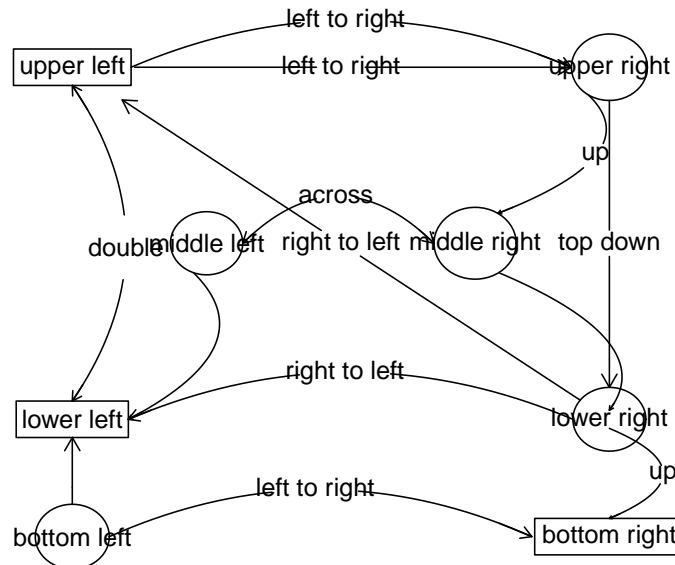 left to right
upper left
left to right
upper right
up
across
double
middle left
right to left
middle right
top down
right to left
lower left
lower right
up
left to right
bottom left
bottom right